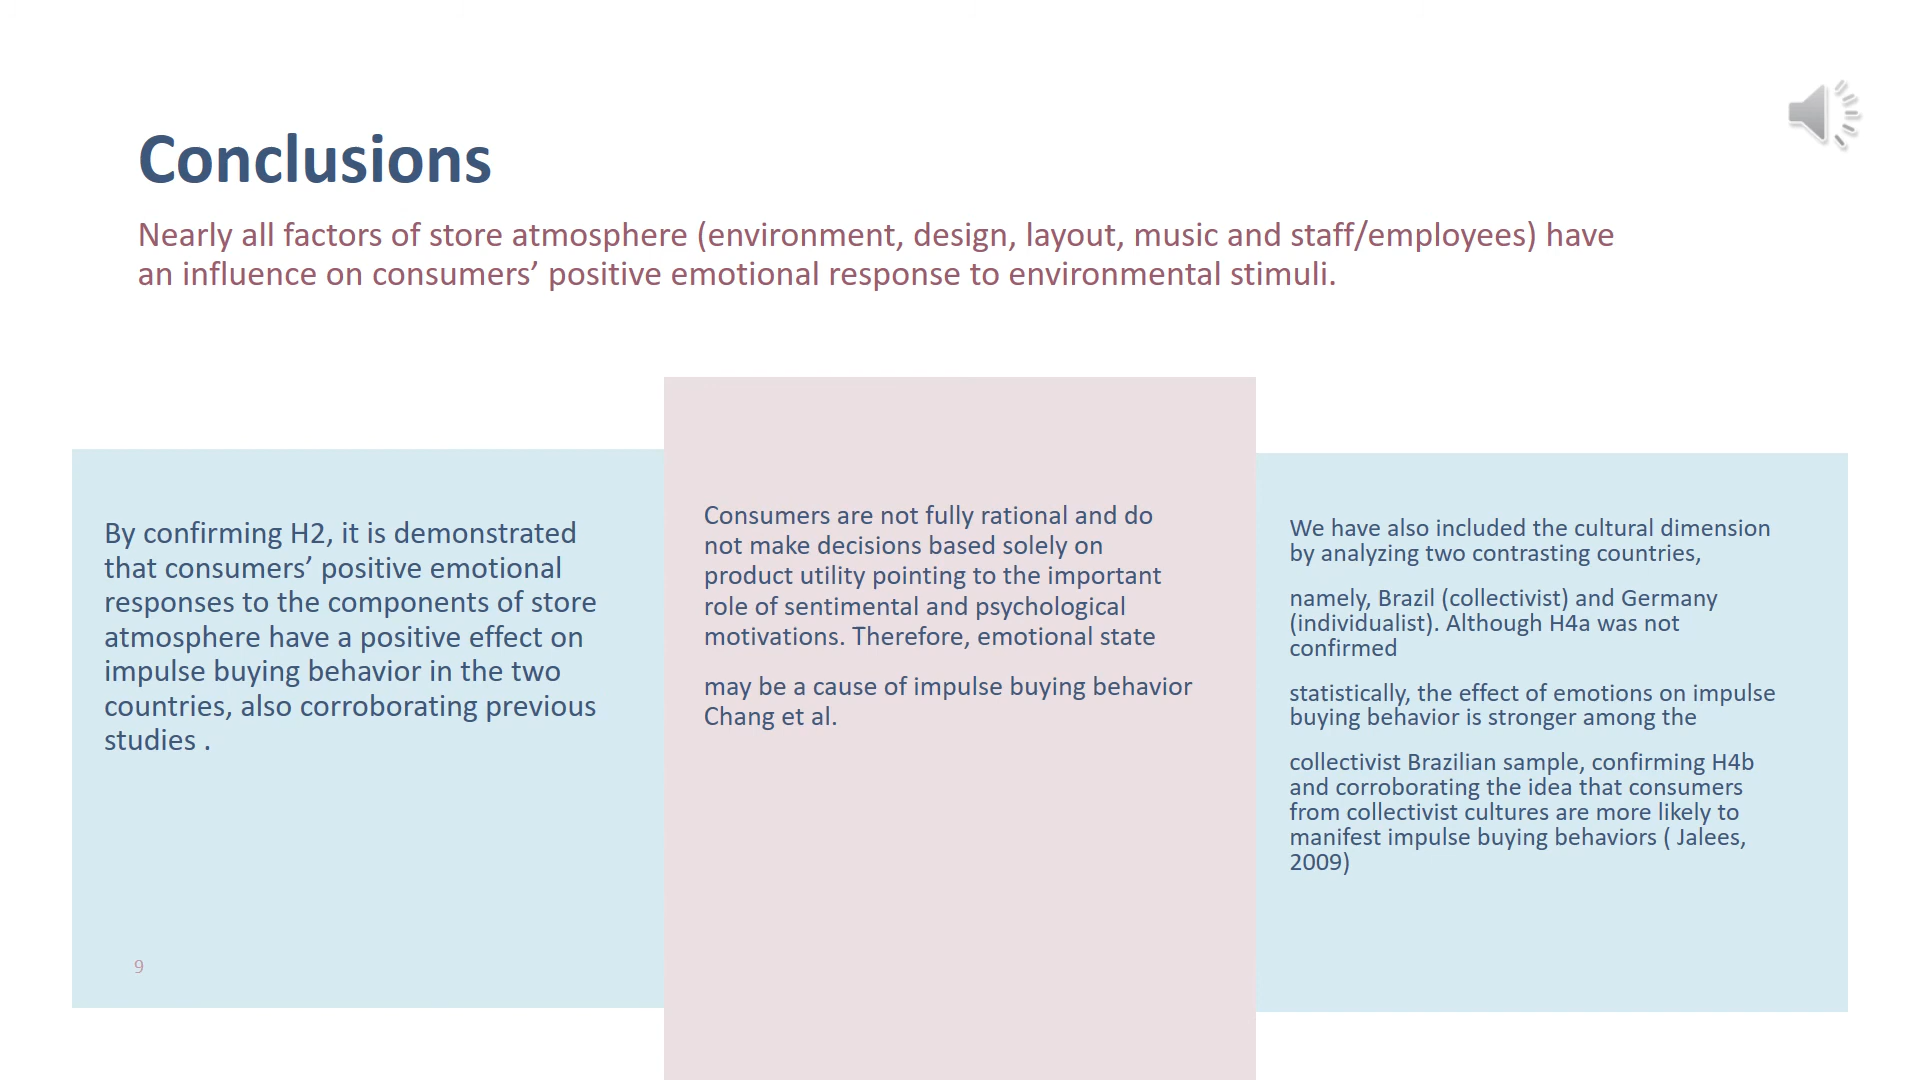 Conclusions
Nearly all factors of store atmosphere (environment, design, layout, music and staff/employees) have
an influence on consumers’ positive emotional response to environmental stimuli.
By confirming H2, it is demonstrated
that consumers’ positive emotional
responses to the components of store
atmosphere have a positive effect on
impulse buying behavior in the two
countries, also corroborating previous
studies .
9
Consumers are not fully rational and do
not make decisions based solely on
product utility pointing to the important
role of sentimental and psychological
motivations. Therefore, emotional state
may be a cause of impulse buying behavior
Chang et al.
We have also included the cultural dimension
by analyzing two contrasting countries,
namely, Brazil (collectivist) and Germany
(individualist). Although H4a was not
confirmed
statistically, the effect of emotions on impulse
buying behavior is stronger among the
collectivist Brazilian sample, confirming H4b
and corroborating the idea that consumers
from collectivist cultures are more likely to
manifest impulse buying behaviors ( Jalees,
2009)